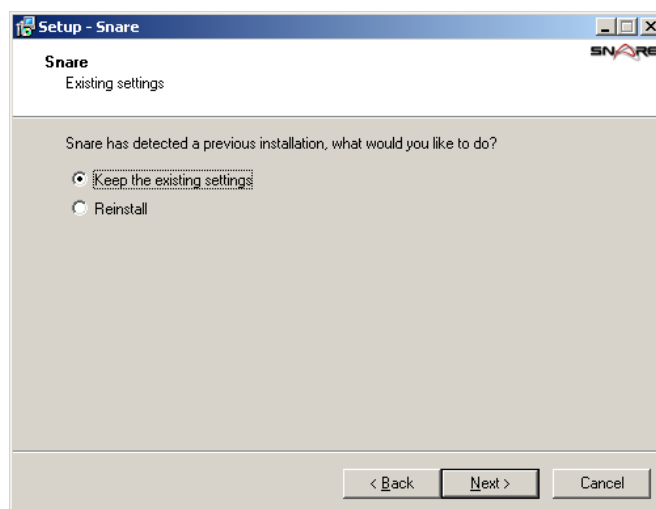 Setup - Snare
SNARE
Snare
Existing settings
Snare has detected a previous installation, what would you like to do?
Keep the existing settings
Reinstall
< Back
Next >
Cancel